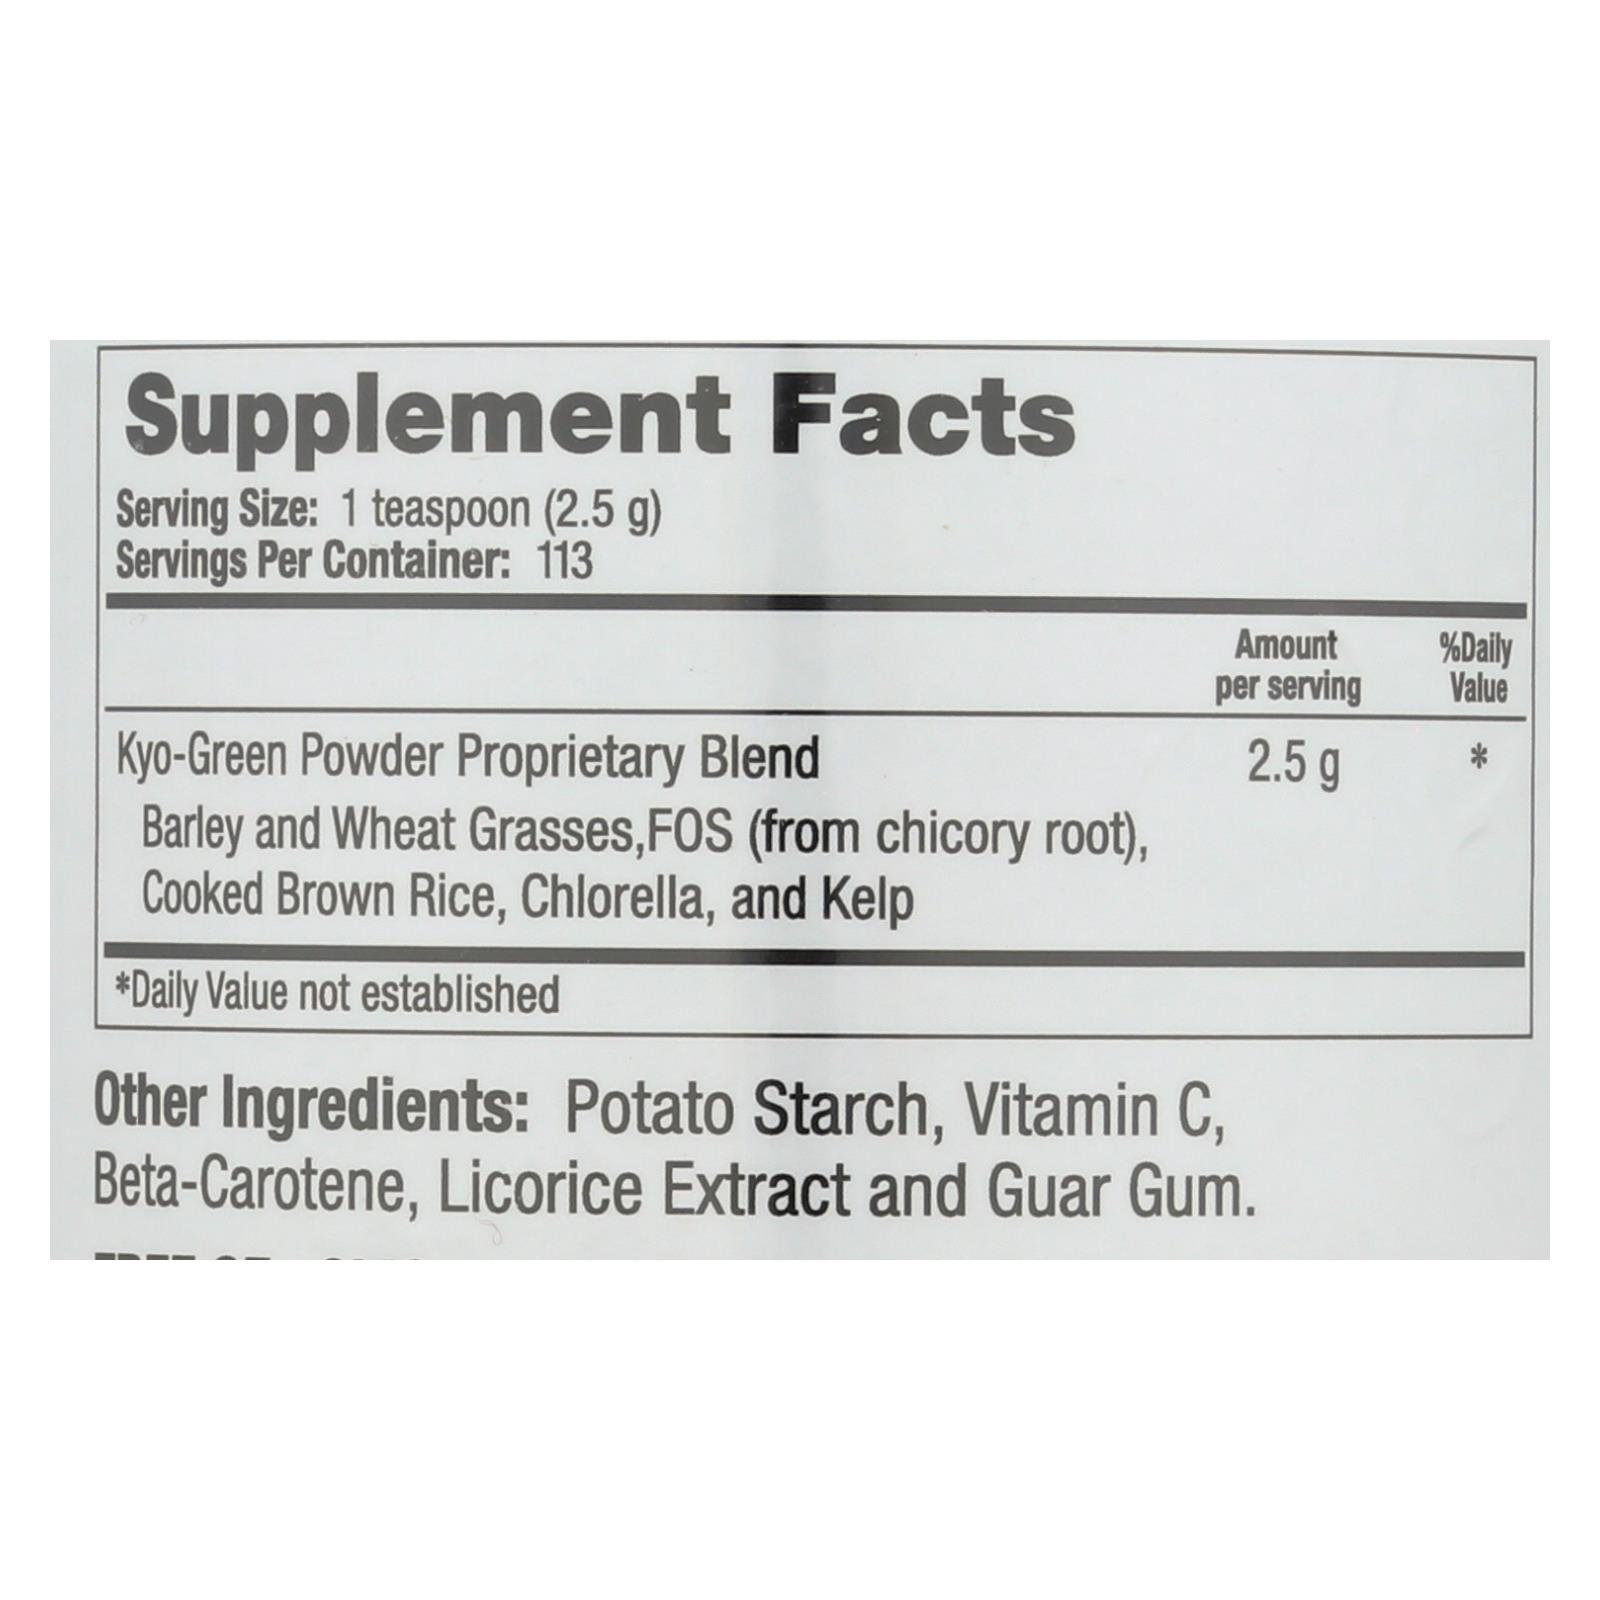 Supplement Facts
Serving Size: 1 teaspoon (2.5 g)
Servings Per Container: 113
Amount per serving %Daily Value
Kyo-Green Powder Proprietary Blend 2.5 g *
Barley and Wheat Grasses,FOS (from chicory root),
Cooked Brown Rice, Chlorella, and Kelp
*Daily Value not established
Other Ingredients: Potato Starch, Vitamin C,
Beta-Carotene, Licorice Extract and Guar Gum.